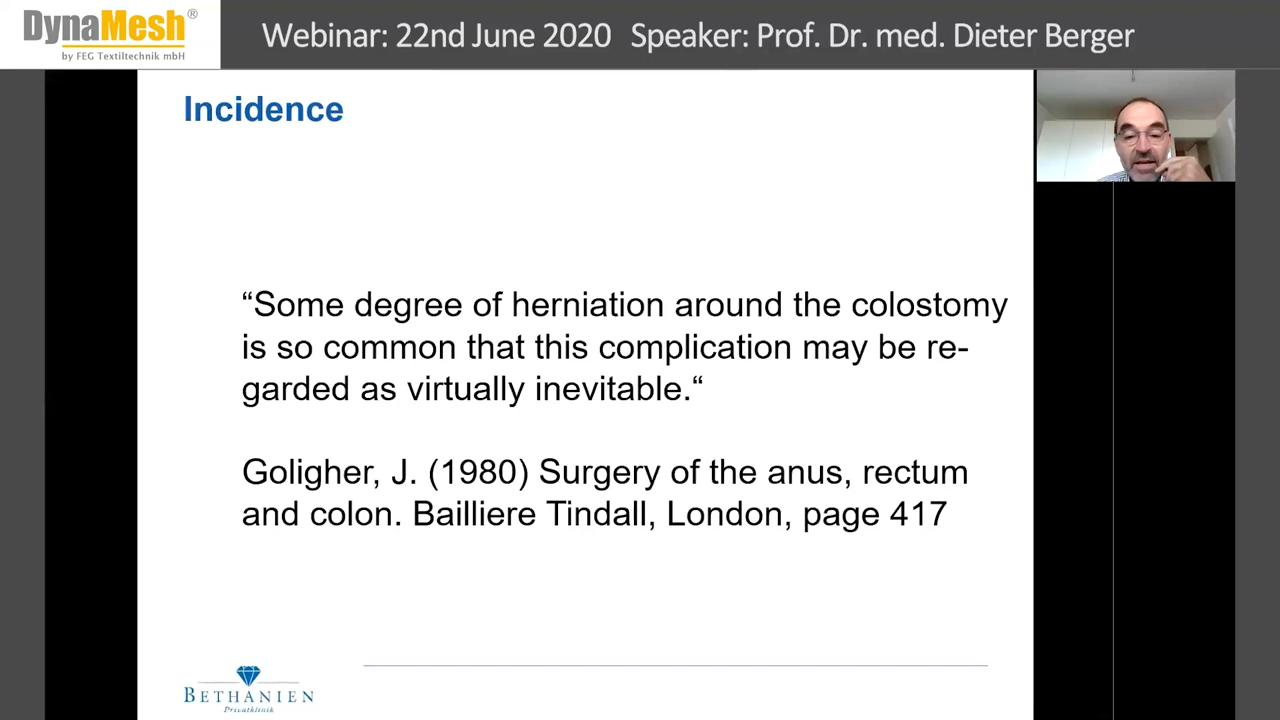 DynaMesh®
by FEG Textiltechnik mbH
Webinar: 22nd June 2020 Speaker: Prof. Dr. med. Dieter Berger
Incidence
“Some degree of herniation around the colostomy
is so common that this complication may be re-
garded as virtually inevitable.“
Goligher, J. (1980) Surgery of the anus, rectum
and colon. Bailliere Tindall, London, page 417
BETHANIEN
Privatklinik